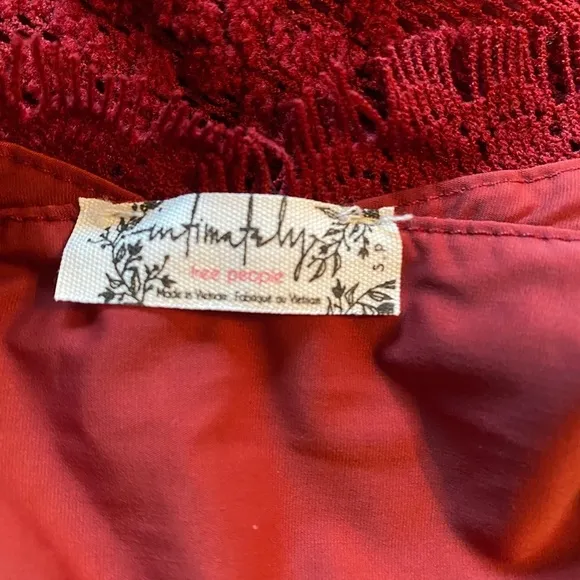 intimately
free people
Made in Vietnam Fabriqué au Vietnam
S.P